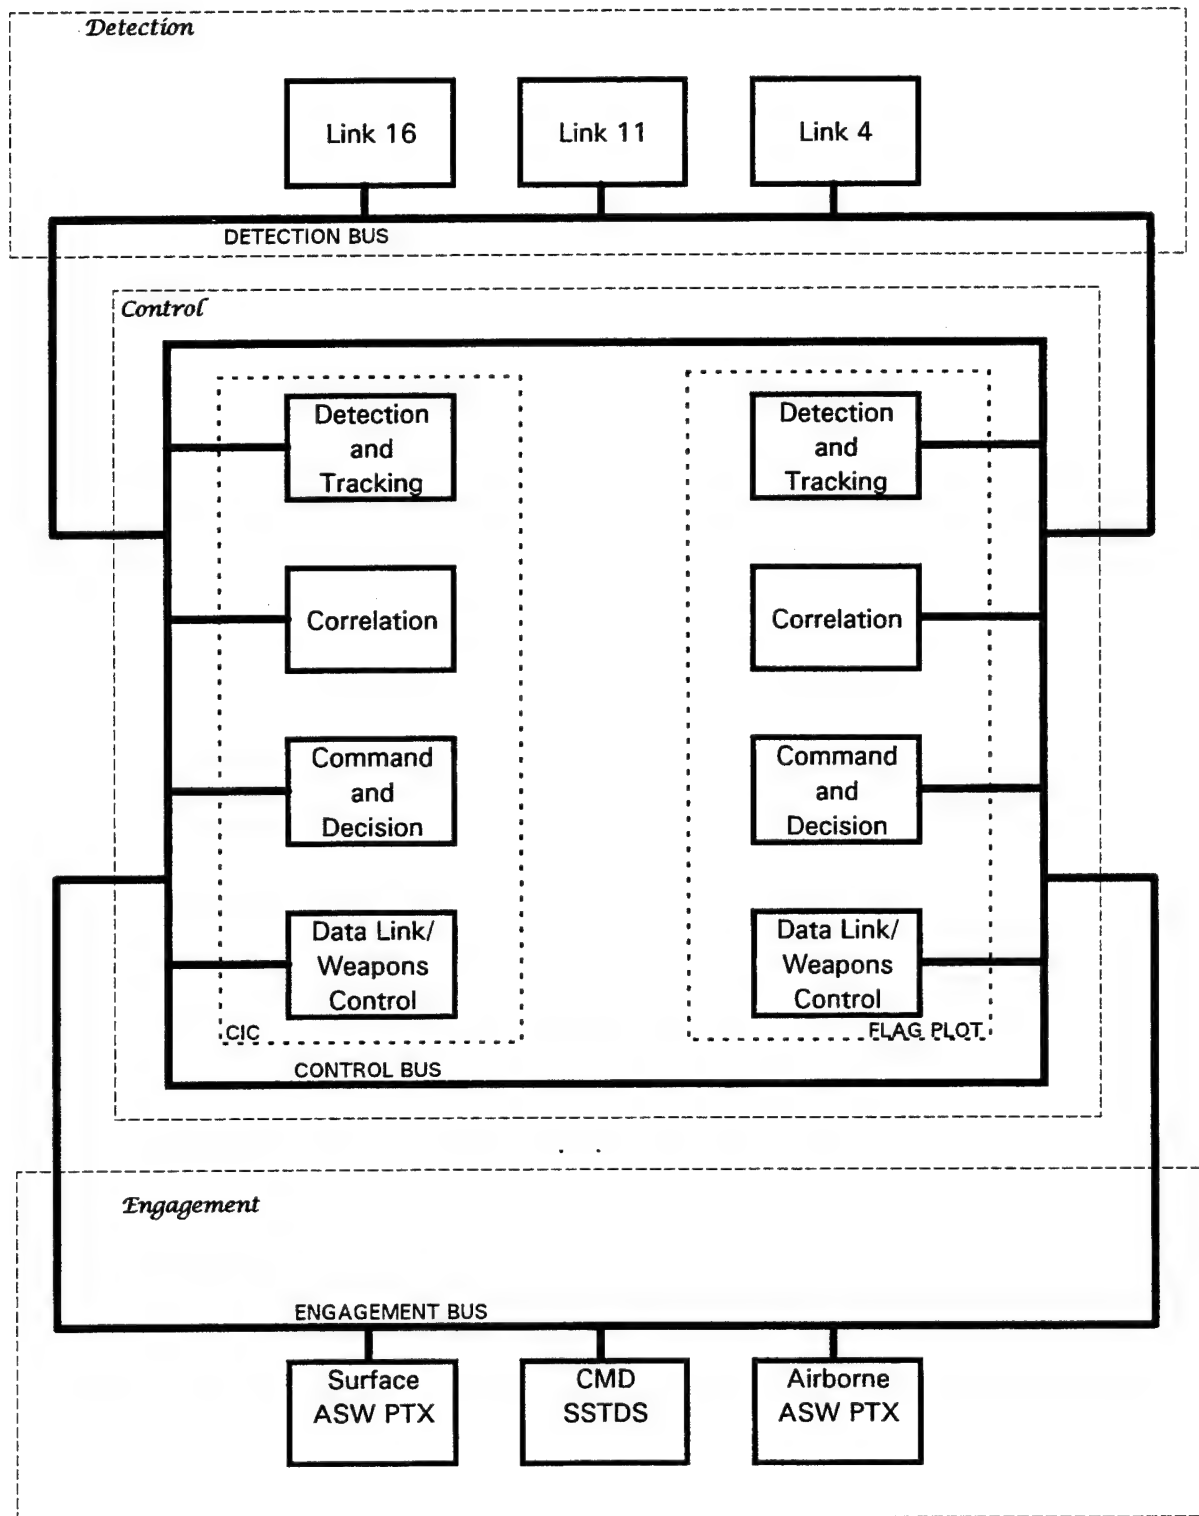 Detection
Link 16
Link 11
Link 4
DETECTION BUS
Control
Detection
and
Tracking
Detection
and
Tracking
Correlation
Correlation
Command
and
Decision
Command
and
Decision
Data Link/
Weapons
Control
Data Link/
Weapons
Control
CIC
FLAG PLOT
CONTROL BUS
Engagement
ENGAGEMENT BUS
Surface
ASW PTX
CMD
SSTDS
Airborne
ASW PTX